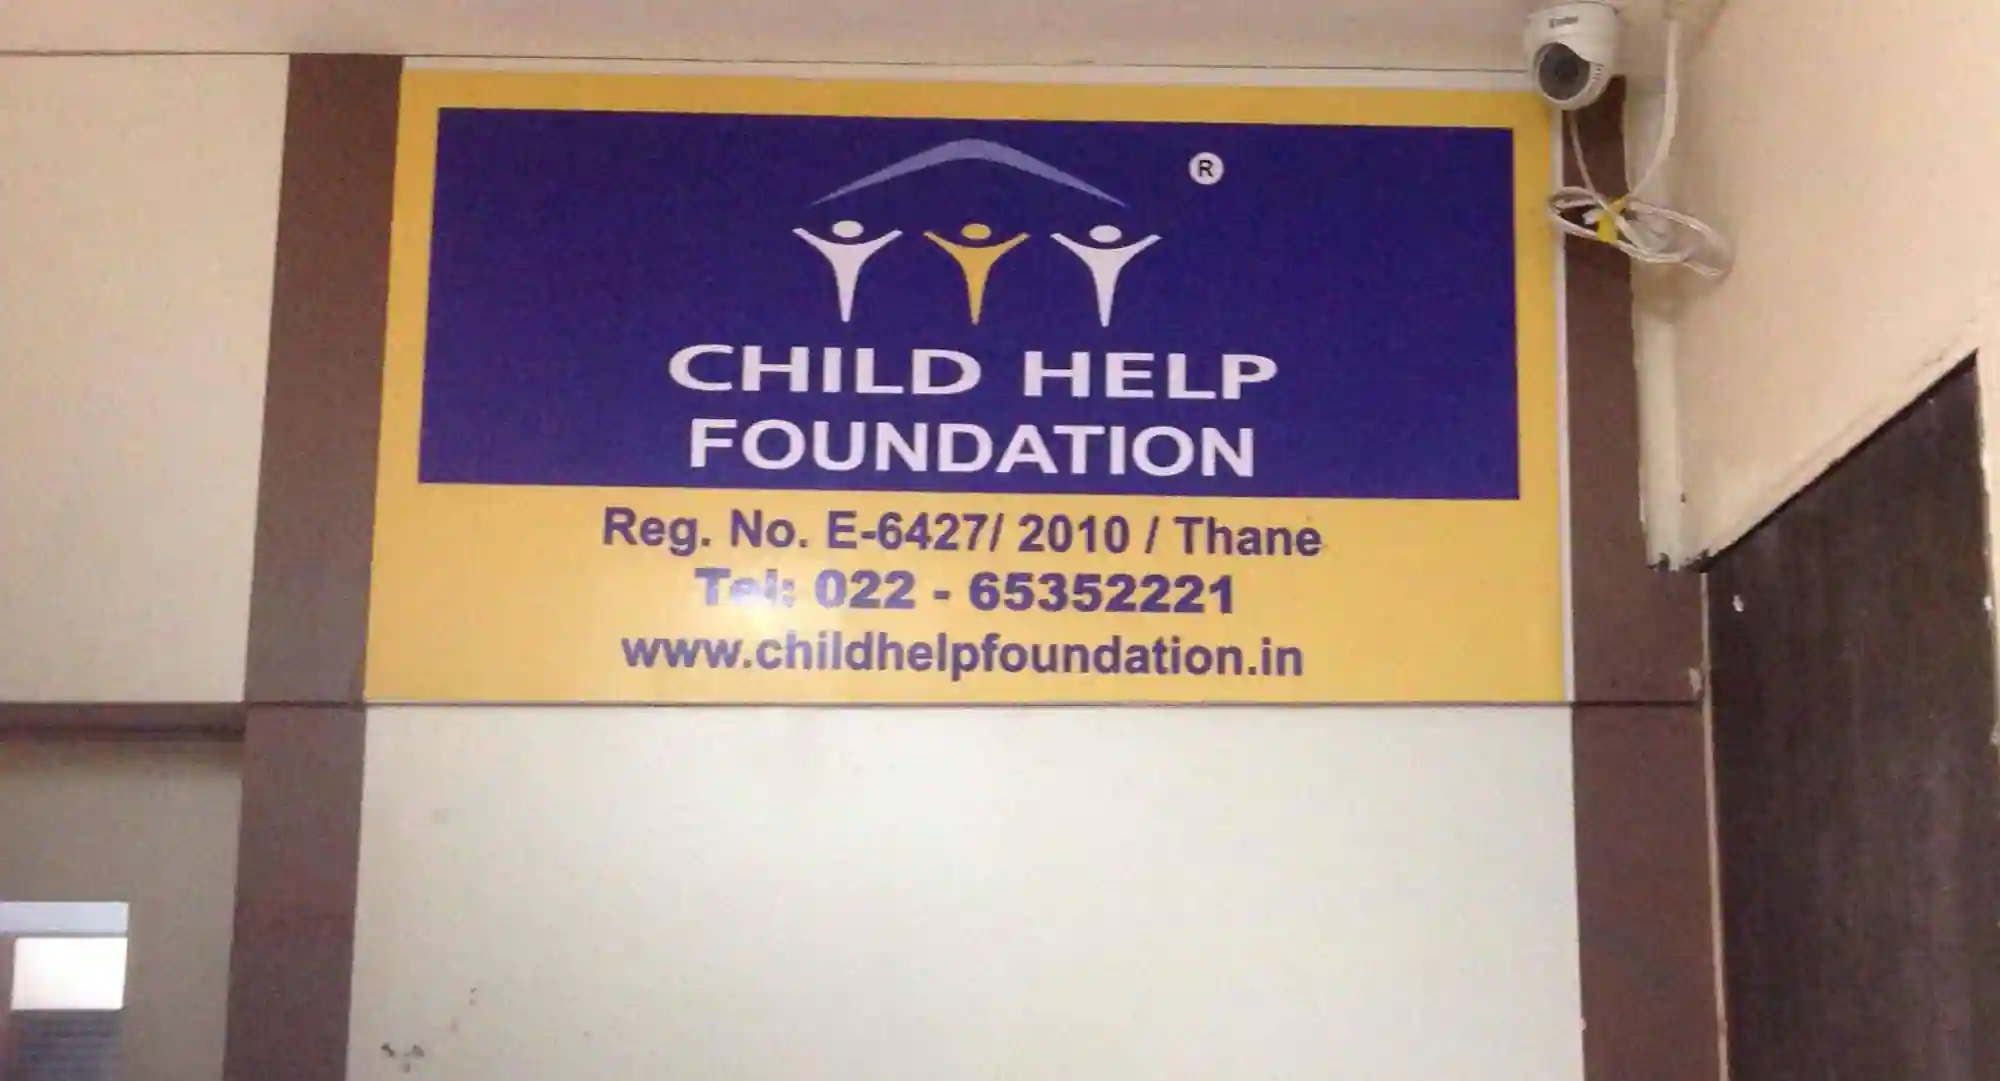 ®
CHILD HELP
FOUNDATION
Reg. No. E-6427/ 2010 / Thane
Tel: 022 - 65352221
www.childhelpfoundation.in